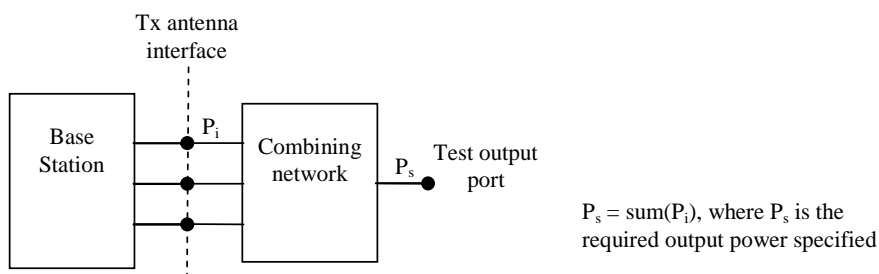 Tx antenna
interface
Base
Station
Pᵢ
Combining
network
Pₛ
Test output
port
Pₛ = sum(Pᵢ), where Pₛ is the
required output power specified